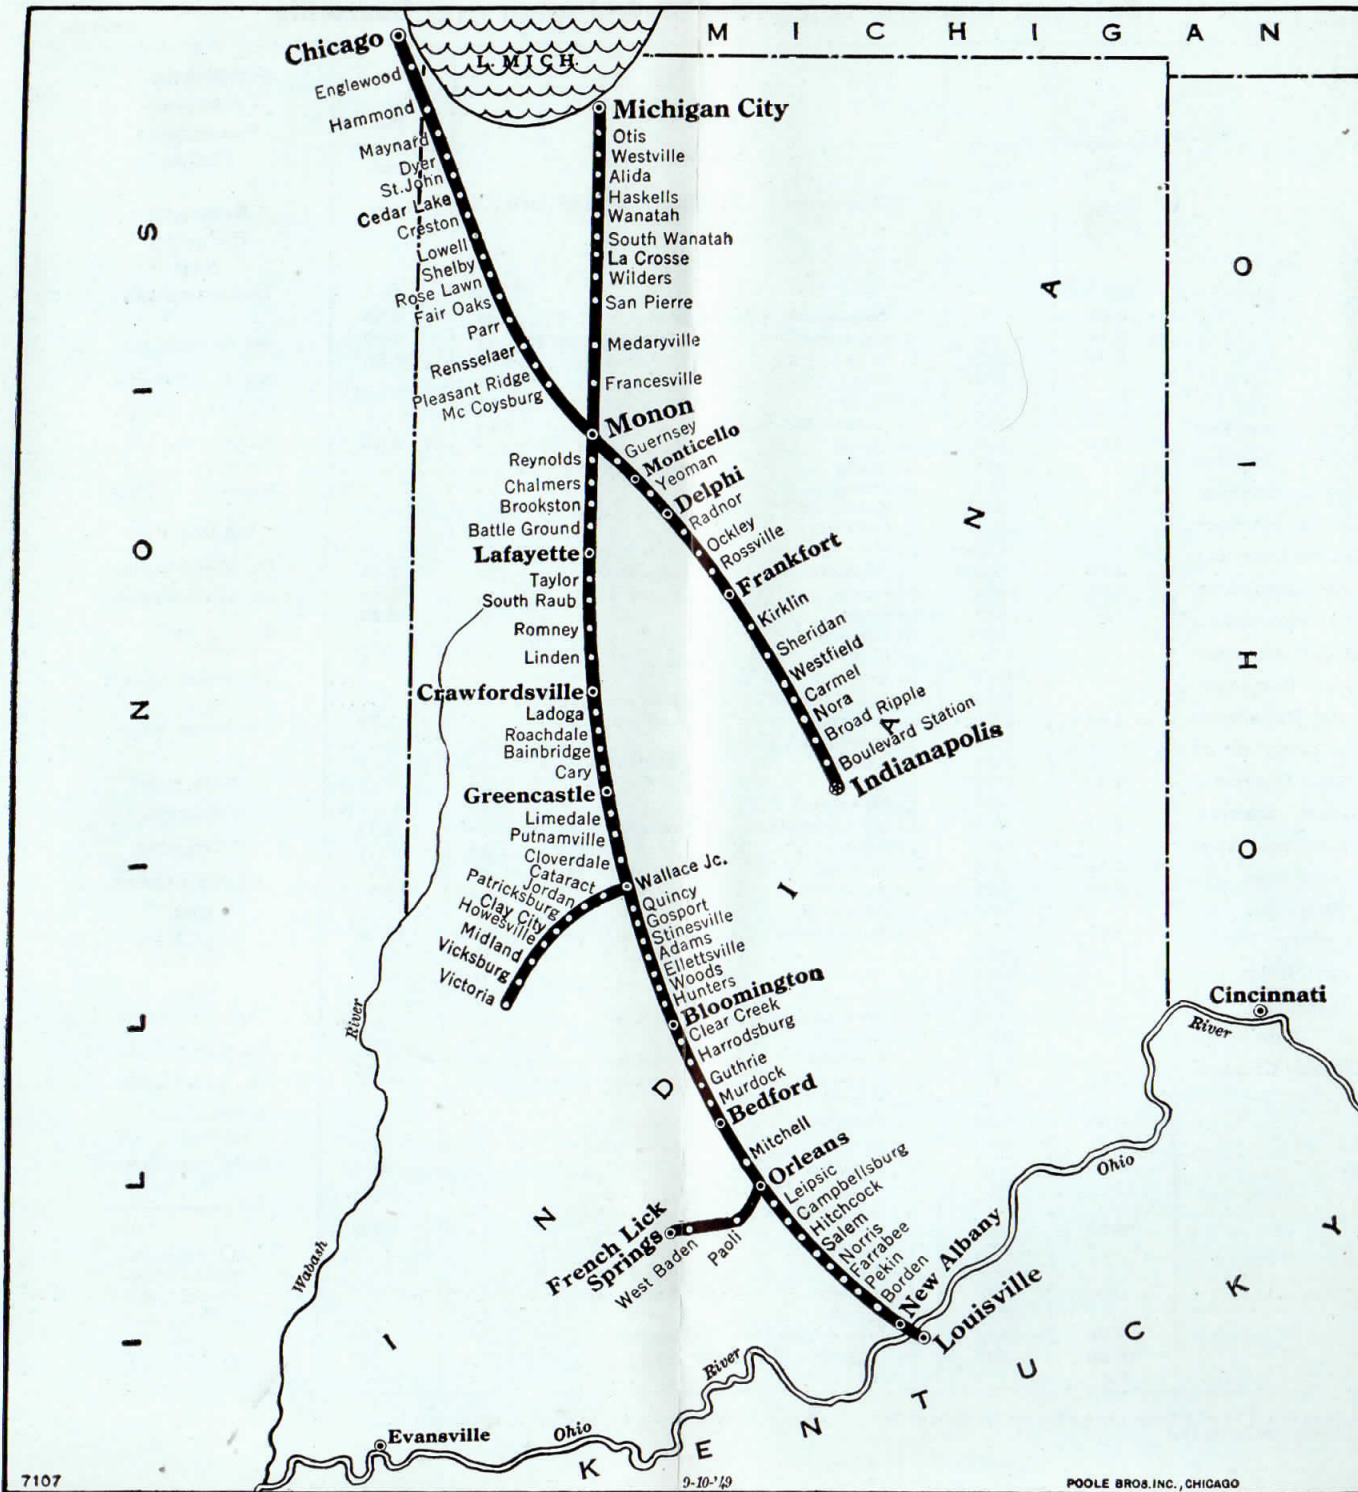 MICHIGAN
Chicago
L. MICH.
Englewood
Hammond
Maynard
Dyer
St. John
Cedar Lake
Creston
Lowell
Shelby
Rose Lawn
Fair Oaks
Parr
Rensselaer
Pleasant Ridge
Mc Coysburg
Michigan City
Otis
Westville
Alida
Haskells
Wanatah
South Wanatah
La Crosse
Wilders
San Pierre
Medaryville
Francesville
Monon
Guernsey
Monticello
Yeoman
Delphi
Radnor
Ockley
Rossville
Frankfort
Kirklin
Sheridan
Westfield
Carmel
Nora
Broad Ripple
Boulevard Station
Indianapolis
Reynolds
Chalmers
Brookston
Battle Ground
Lafayette
Taylor
South Raub
Romney
Linden
Crawfordsville
Ladoga
Roachdale
Bainbridge
Cary
Greencastle
Limedale
Putnamville
Cloverdale
Wallace Jc.
Cataract
Jordan
Patricksburg
Clay City
Howesville
Midland
Vicksburg
Victoria
Quincy
Gosport
Stinesville
Adams
Ellettsville
Woods
Hunters
Bloomington
Clear Creek
Harrodsburg
Guthrie
Murdock
Bedford
Mitchell
Orleans
Paoli
West Baden
French Lick
Springs
Leipsic
Campbellsburg
Hitchcock
Salem
Norris
Farrabee
Pekin
Borden
New Albany
Louisville
Cincinnati
Evansville
River
Wabash
River
Ohio
River
Ohio
ILLINOIS
INDIANA
OHIO
KENTUCKY
7107
9-10-'49
POOLE BROS. INC., CHICAGO